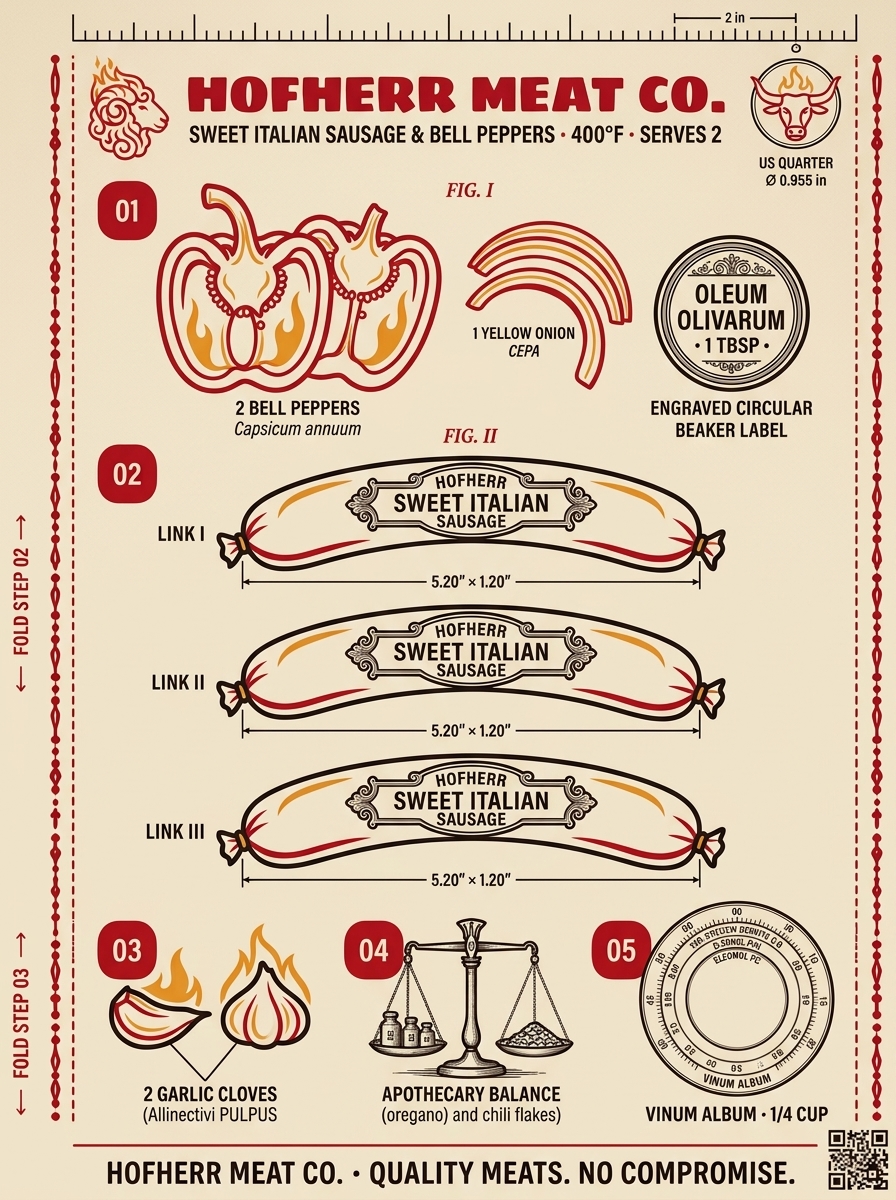 2 in
HOFHERR MEAT CO.
SWEET ITALIAN SAUSAGE & BELL PEPPERS · 400°F · SERVES 2
US QUARTER
Ø 0.955 in
FIG. I
01
2 BELL PEPPERS
Capsicum annuum
1 YELLOW ONION
CEPA
OLEUM
OLIVARUM
· 1 TBSP ·
ENGRAVED CIRCULAR
BEAKER LABEL
FIG. II
02
LINK I
HOFHERR
SWEET ITALIAN
SAUSAGE
5.20" × 1.20"
LINK II
HOFHERR
SWEET ITALIAN
SAUSAGE
5.20" × 1.20"
LINK III
HOFHERR
SWEET ITALIAN
SAUSAGE
5.20" × 1.20"
← FOLD STEP 02 →
← FOLD STEP 03 →
03
2 GARLIC CLOVES
(Allinectivi PULPUS
04
APOTHECARY BALANCE
(oregano) and chili flakes)
05
00
VINUM ALBUM
VINUM ALBUM · 1/4 CUP
HOFHERR MEAT CO. · QUALITY MEATS. NO COMPROMISE.